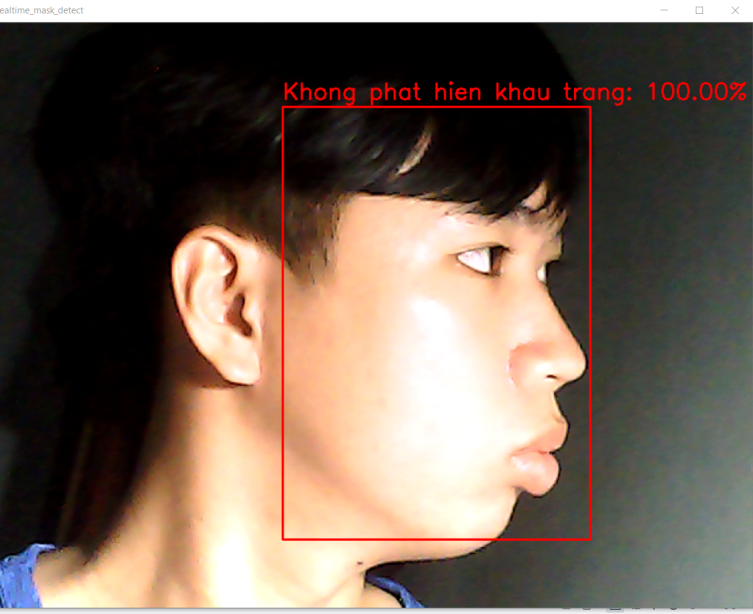 ealtime_mask_detect
Khong phat hien khau trang: 100.00%